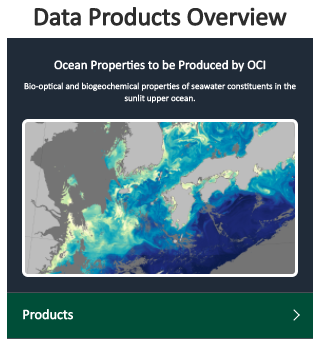 Data Products Overview
Ocean Properties to be Produced by OCI
Bio-optical and biogeochemical properties of seawater constituents in the
sunlit upper ocean.
Products